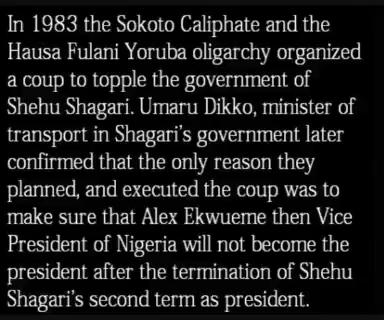 In 1983 the Sokoto Caliphate and the
Hausa Fulani Yoruba oligarchy organized
a coup to topple the government of
Shehu Shagari. Umaru Dikko, minister of
transport in Shagari's government later
confirmed that the only reason they
planned, and executed the coup was to
make sure that Alex Ekwueme then Vice
President of Nigeria will not become the
president after the termination of Shehu
Shagari's second term as president.